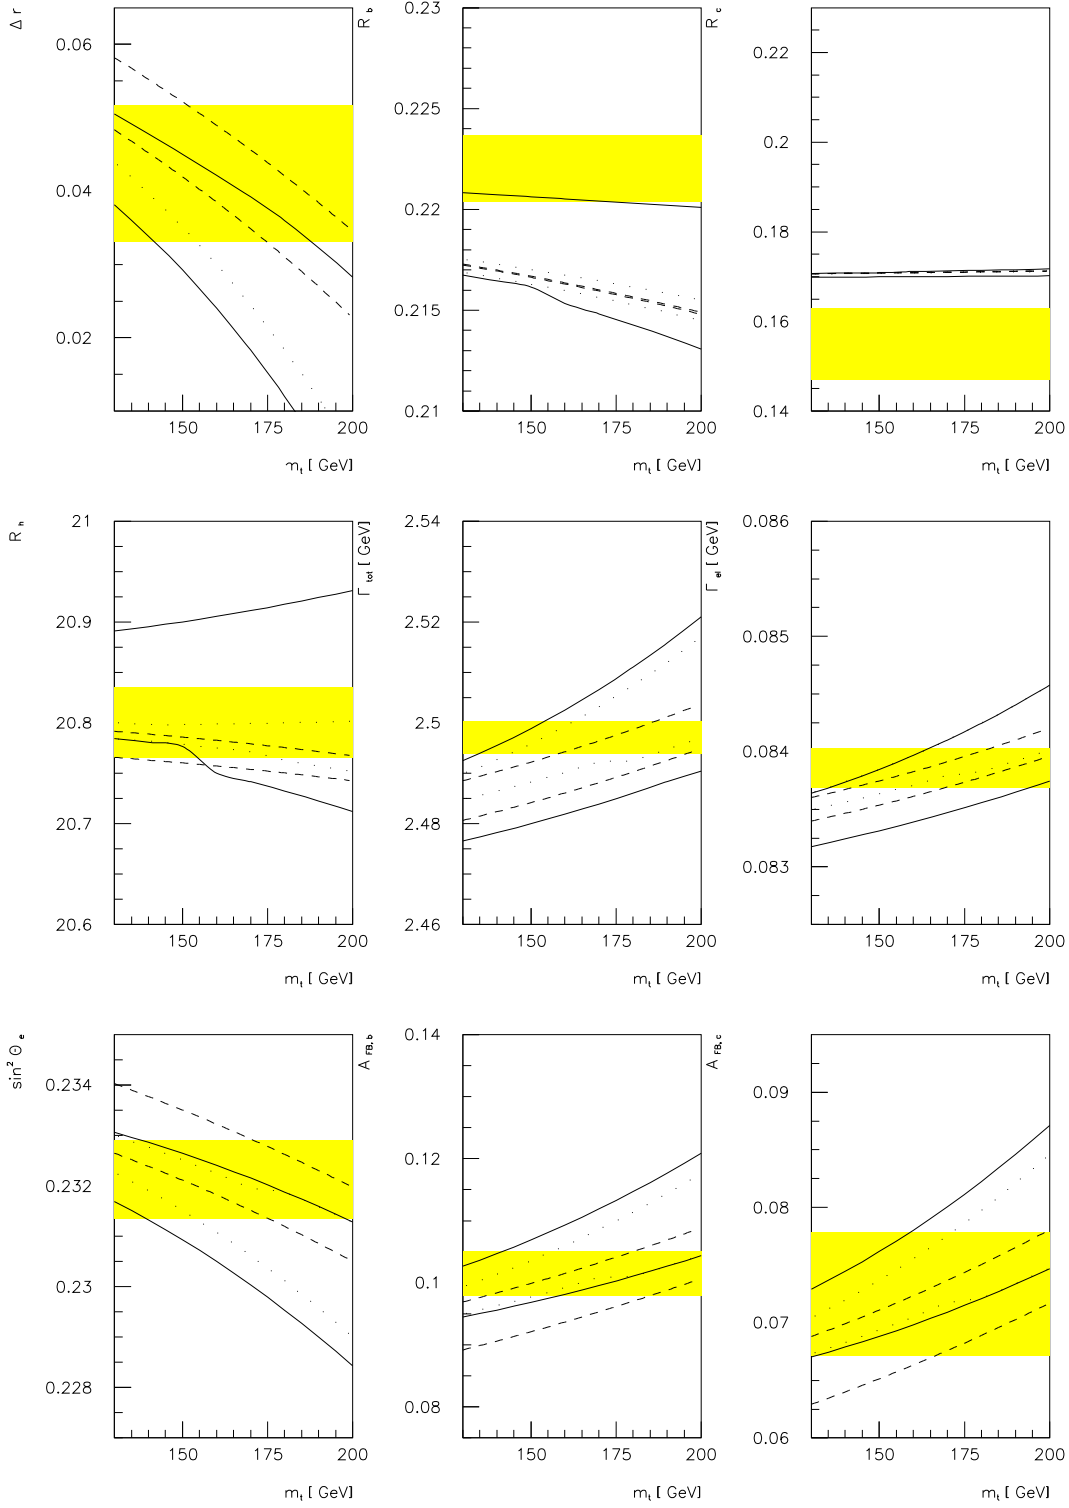 Δ r
0.06
0.04
0.02
150 175 200
m_t [ GeV]
R_b
0.23
0.225
0.22
0.215
0.21
150 175 200
m_t [ GeV]
R_c
0.22
0.2
0.18
0.16
0.14
150 175 200
m_t [ GeV]
R_h
21
20.9
20.8
20.7
20.6
150 175 200
m_t [ GeV]
Γ_tot [ GeV]
2.54
2.52
2.5
2.48
2.46
150 175 200
m_t [ GeV]
Γ_el [ GeV]
0.086
0.085
0.084
0.083
150 175 200
m_t [ GeV]
sin² Θ_e
0.234
0.232
0.23
0.228
150 175 200
m_t [ GeV]
A_FB,b
0.14
0.12
0.1
0.08
150 175 200
m_t [ GeV]
A_FB,c
0.09
0.08
0.07
0.06
150 175 200
m_t [ GeV]